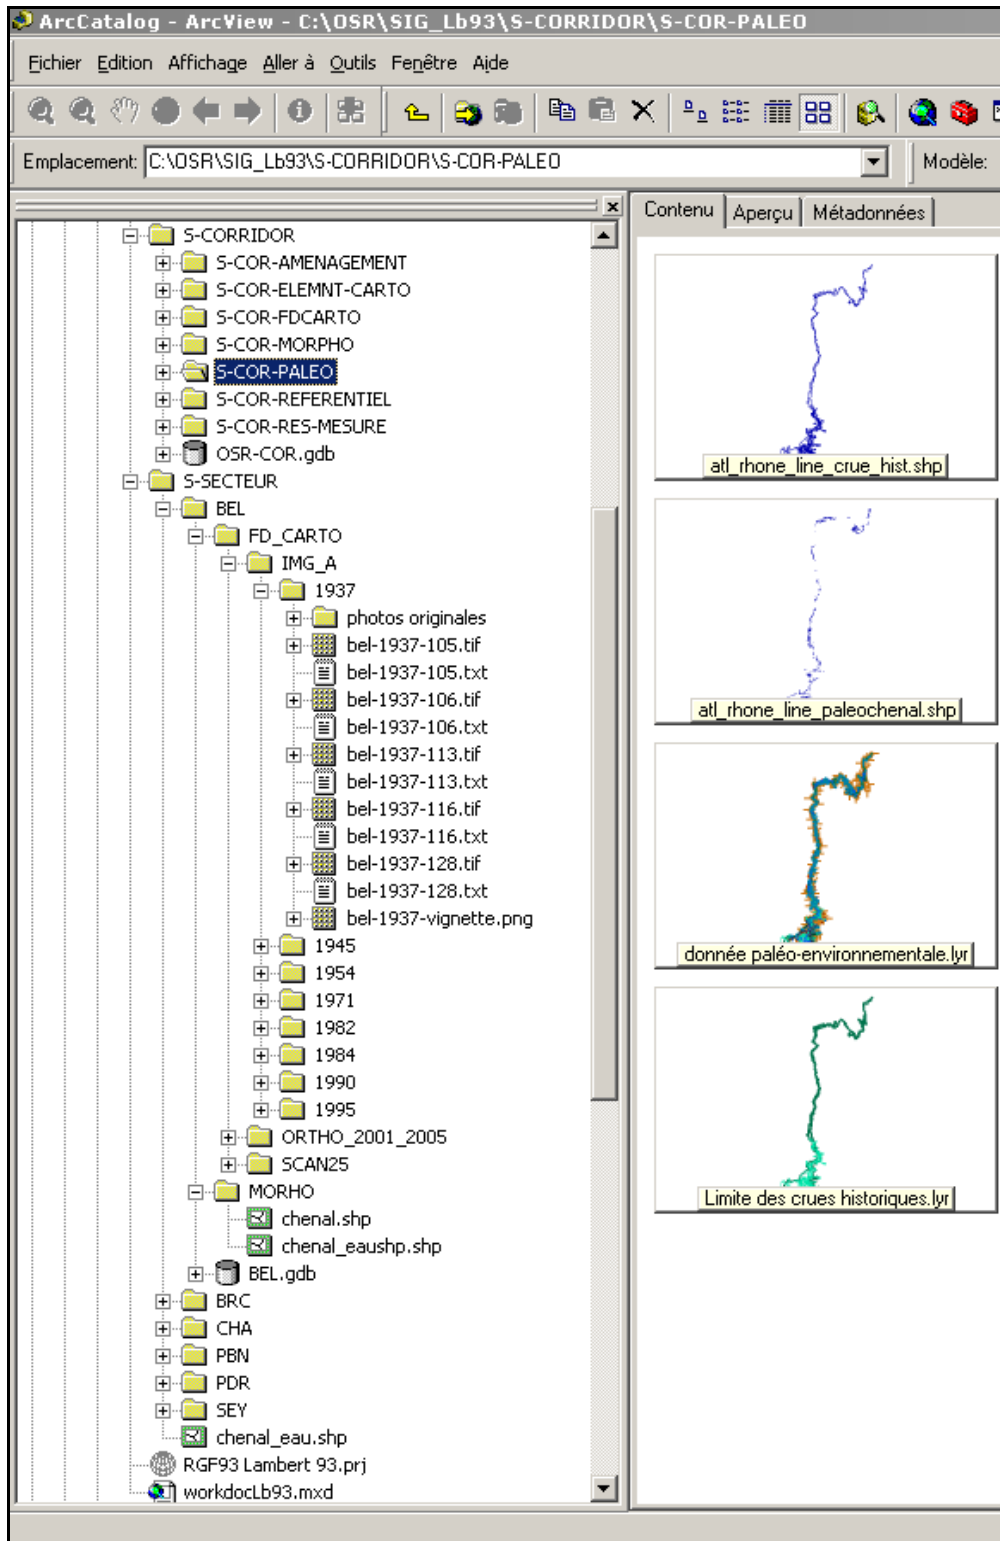 ArcCatalog - ArcView - C:\OSR\SIG_Lb93\S-CORRIDOR\S-COR-PALEO
Fichier Edition Affichage Aller à Outils Fenêtre Aide
Emplacement: C:\OSR\SIG_Lb93\S-CORRIDOR\S-COR-PALEO Modèle:
S-CORRIDOR
S-COR-AMENAGEMENT
S-COR-ELEMNT-CARTO
S-COR-FDCARTO
S-COR-MORPHO
S-COR-PALEO
S-COR-REFERENTIEL
S-COR-RES-MESURE
OSR-COR.gdb
S-SECTEUR
BEL
FD_CARTO
IMG_A
1937
photos originales
bel-1937-105.tif
bel-1937-105.txt
bel-1937-106.tif
bel-1937-106.txt
bel-1937-113.tif
bel-1937-113.txt
bel-1937-116.tif
bel-1937-116.txt
bel-1937-128.tif
bel-1937-128.txt
bel-1937-vignette.png
1945
1954
1971
1982
1984
1990
1995
ORTHO_2001_2005
SCAN25
MORHO
chenal.shp
chenal_eaushp.shp
BEL.gdb
BRC
CHA
PBN
PDR
SEY
chenal_eau.shp
RGF93 Lambert 93.prj
workdocLb93.mxd
Contenu Aperçu Métadonnées
atl_rhone_line_crue_hist.shp
atl_rhone_line_paleochenal.shp
donnée paléo-environnementale.lyr
Limite des crues historiques.lyr